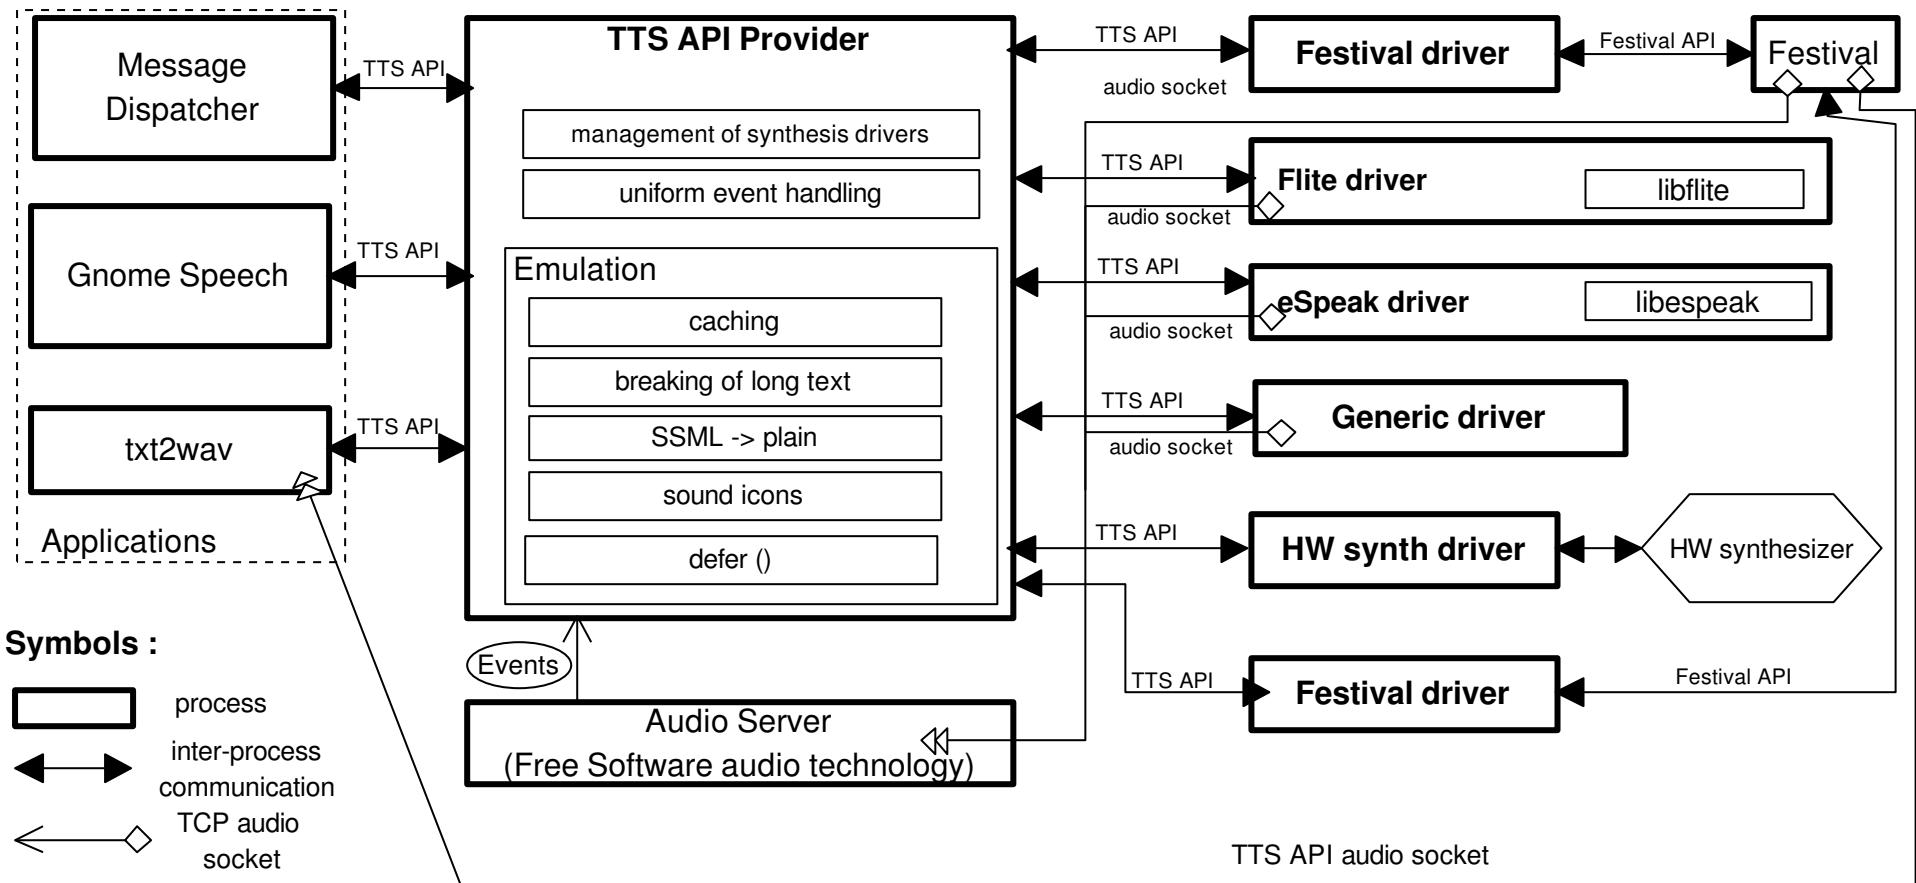 Message
Dispatcher
TTS API
Gnome Speech
TTS API
txt2wav
TTS API
Applications
TTS API Provider
management of synthesis drivers
uniform event handling
Emulation
caching
breaking of long text
SSML -> plain
sound icons
defer ()
Events
Audio Server
(Free Software audio technology)
TTS API
Festival driver
Festival API
Festival
audio socket
TTS API
Flite driver
libflite
audio socket
TTS API
eSpeak driver
libespeak
audio socket
TTS API
Generic driver
audio socket
TTS API
HW synth driver
HW synthesizer
TTS API
Festival driver
Festival API
Symbols :
process
inter-process
communication
TCP audio
socket
TTS API audio socket